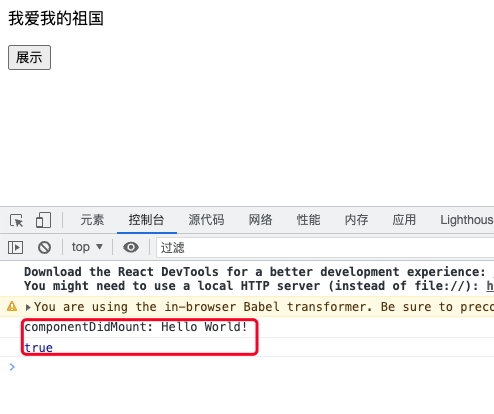 我爱我的祖国
展示
元素 控制台 源代码 网络 性能 内存 应用 Lighthous
top ▼ 过滤
Download the React DevTools for a better development experience:
You might need to use a local HTTP server (instead of file://): h
You are using the in-browser Babel transformer. Be sure to preco
componentDidMount: Hello World!
true